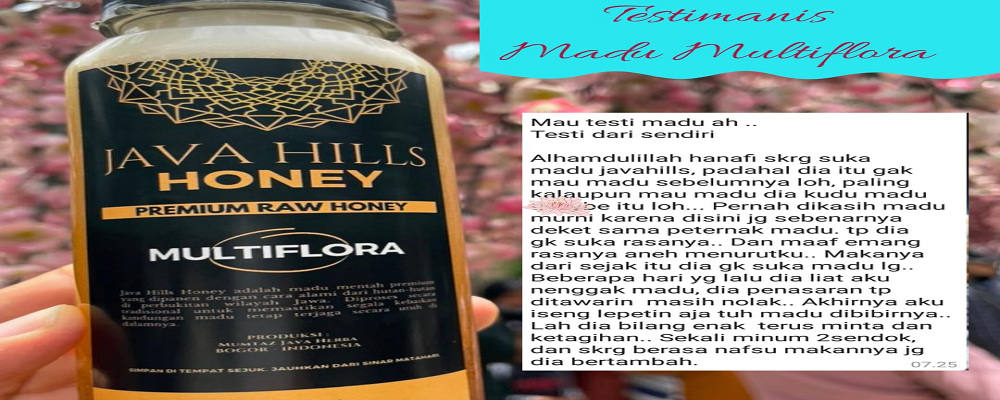 Testimanis
Madu Multiflora
JAVA HILLS
HONEY
PREMIUM RAW HONEY
MULTIFLORA
Java Hills Honey adalah madu mentah premium
yang dipanen dengan cara alami dari hutan-hutan
di perbukitan wilayah Jawa. Diproses secara
tradisional untuk memastikan segala kebaikan
kandungan madu tetap terjaga secara utuh di
dalamnya.
PRODUKSI :
MUMTAZ JAVA HERBA
BOGOR - INDONESIA
SIMPAN DI TEMPAT SEJUK. JAUHKAN DARI SINAR MATAHARI
Mau testi madu ah ..
Testi dari sendiri
Alhamdulillah hanafi skrg suka
madu javahills, padahal dia itu gak
mau madu sebelumnya loh, paling
kalaupun mau madu dia kudu madu
be itu loh... Pernah dikasih madu
murni karena disini jg sebenarnya
deket sama peternak madu. tp dia
gk suka rasanya.. Dan maaf emang
rasanya aneh menurutku.. Makanya
dari sejak itu dia gk suka madu lg..
Beberapa hari yg lalu dia liat aku
nenggak madu, dia penasaran tp
ditawarin masih nolak.. Akhirnya aku
iseng lepetin aja tuh madu dibibirnya..
Lah dia bilang enak terus minta dan
ketagihan.. Sekali minum 2sendok,
dan skrg berasa nafsu makannya jg
dia bertambah.
07.25